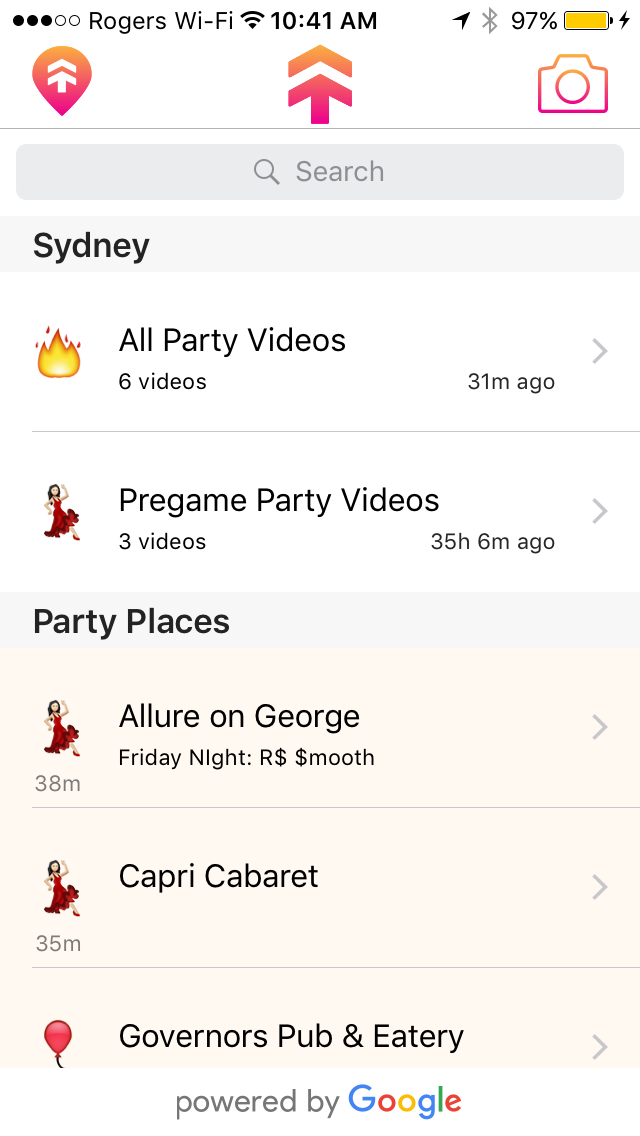 Rogers Wi-Fi 10:41 AM 97%
Search
Sydney
All Party Videos
6 videos 31m ago
Pregame Party Videos
3 videos 35h 6m ago
Party Places
Allure on George
Friday NIght: R$ $mooth
38m
Capri Cabaret
35m
Governors Pub & Eatery
powered by Google